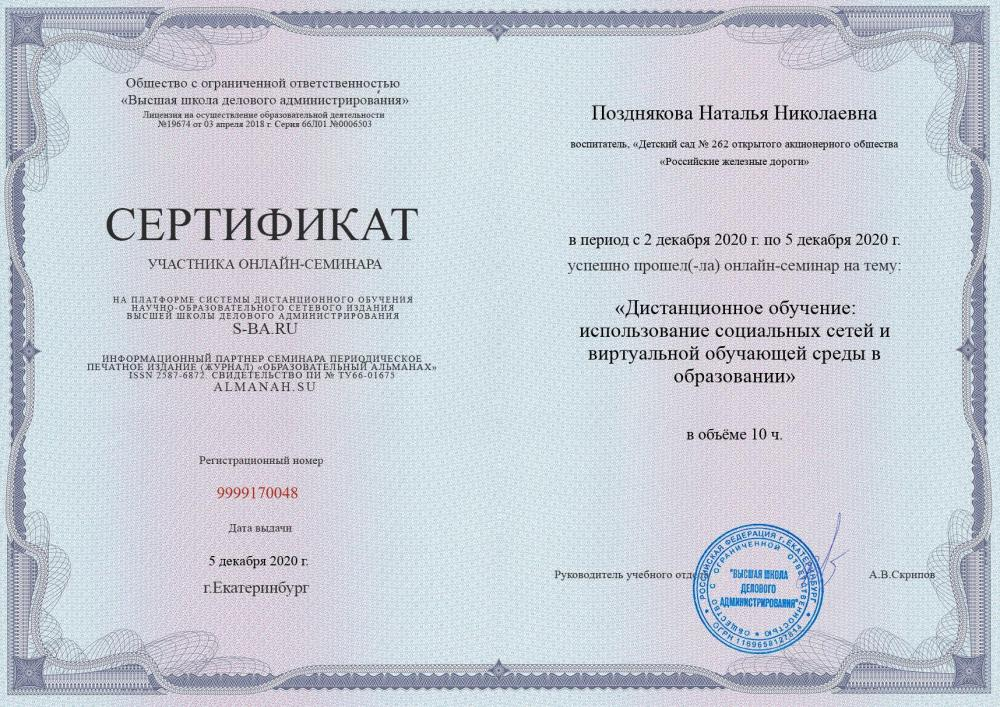 Общество с ограниченной ответственностью
«Высшая школа делового администрирования»
Лицензия на осуществление образовательной деятельности
№19674 от 03 апреля 2018 г. Серия 66Л01 №0006503
СЕРТИФИКАТ
УЧАСТНИКА ОНЛАЙН-СЕМИНАРА
НА ПЛАТФОРМЕ СИСТЕМЫ ДИСТАНЦИОННОГО ОБУЧЕНИЯ
НАУЧНО-ОБРАЗОВАТЕЛЬНОГО СЕТЕВОГО ИЗДАНИЯ
ВЫСШЕЙ ШКОЛЫ ДЕЛОВОГО АДМИНИСТРИРОВАНИЯ
S-BA.RU
ИНФОРМАЦИОННЫЙ ПАРТНЕР СЕМИНАРА ПЕРИОДИЧЕСКОЕ
ПЕЧАТНОЕ ИЗДАНИЕ (ЖУРНАЛ) «ОБРАЗОВАТЕЛЬНЫЙ АЛЬМАНАХ»
ISSN 2587-6872. СВИДЕТЕЛЬСТВО ПИ № ТУ66-01675
ALMANAH.SU
Регистрационный номер
9999170048
Дата выдачи
5 декабря 2020 г.
г.Екатеринбург
Позднякова Наталья Николаевна
воспитатель, «Детский сад № 262 открытого акционерного общества
«Российские железные дороги»
в период с 2 декабря 2020 г. по 5 декабря 2020 г.
успешно прошел(-ла) онлайн-семинар на тему:
«Дистанционное обучение:
использование социальных сетей и
виртуальной обучающей среды в
образовании»
в объёме 10 ч.
Руководитель учебного отде
А.В.Скрипов
РОССИЙСКАЯ ФЕДЕРАЦИЯ г. ЕКАТЕРИНБУРГ
ОБЩЕСТВО С ОГРАНИЧЕННОЙ ОТВЕТСТВЕННОСТЬЮ
"ВЫСШАЯ ШКОЛА
ДЕЛОВОГО
АДМИНИСТРИРОВАНИЯ"
ОГРН 1169658127814